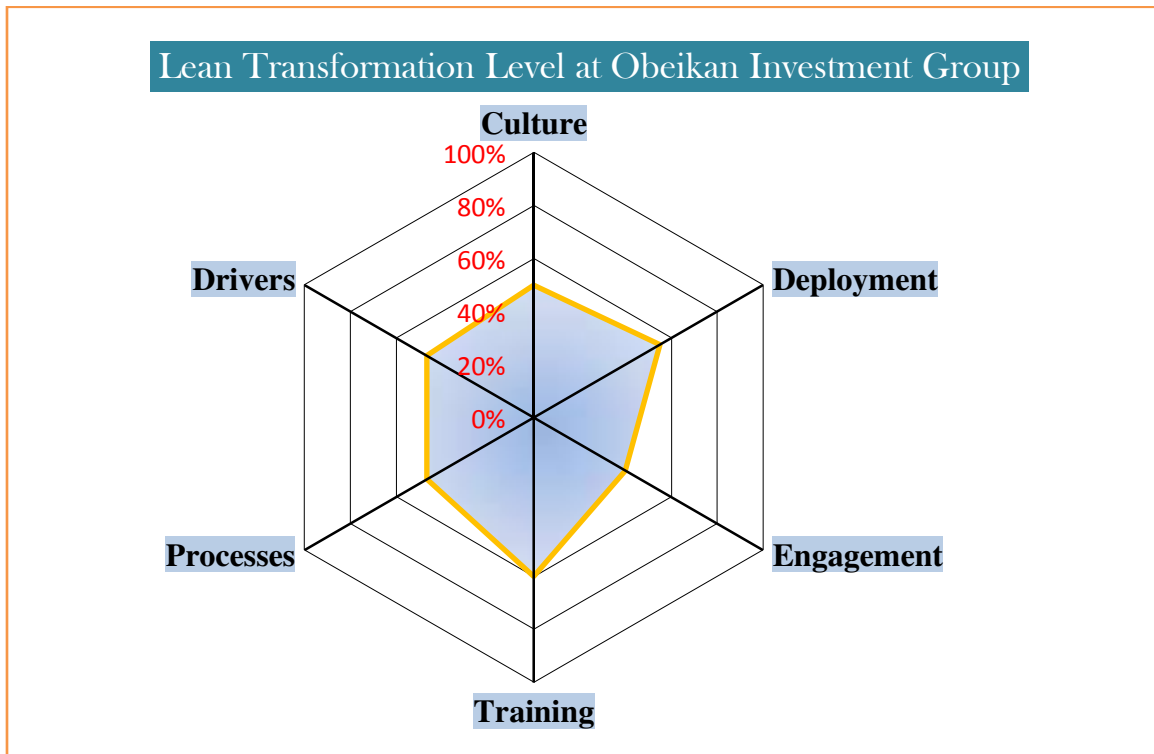 Lean Transformation Level at Obeikan Investment Group
Culture
100%
80%
60%
40%
20%
0%
Drivers
Deployment
Processes
Engagement
Training